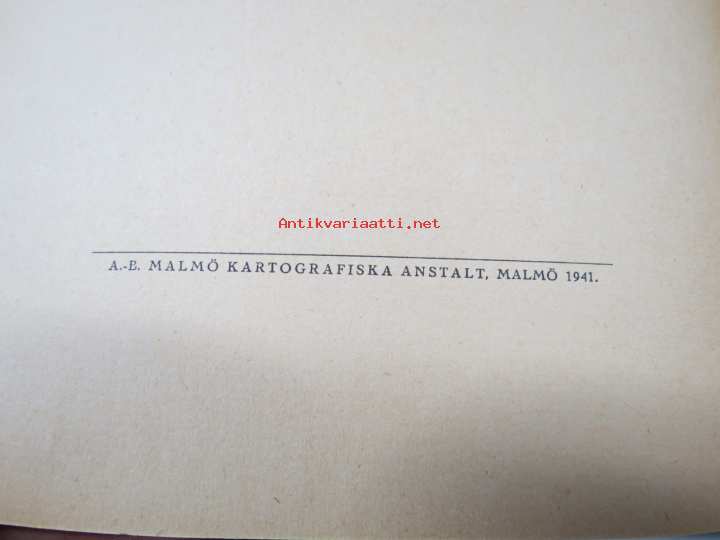 Antikvariaatti.net
A.-B. MALMÖ KARTOGRAFISKA ANSTALT, MALMÖ 1941.